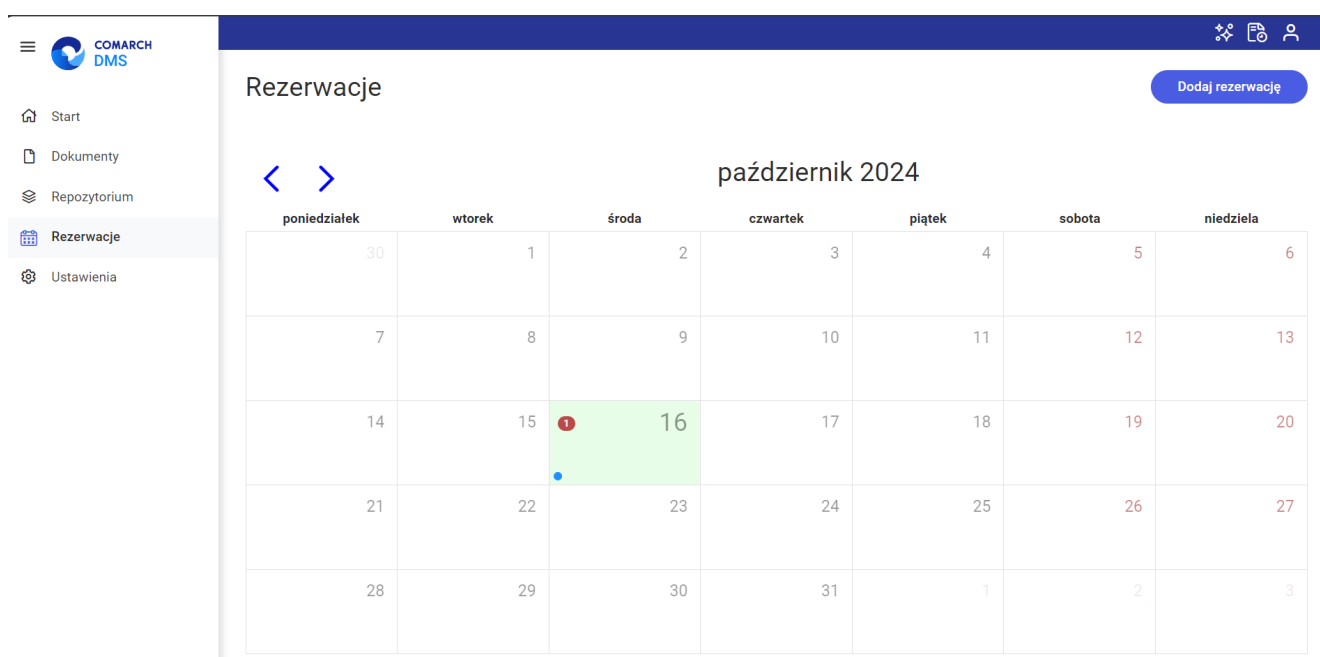 COMARCH
DMS
Start
Dokumenty
Repozytorium
Rezerwacje
Ustawienia
Rezerwacje
Dodaj rezerwację
październik 2024
poniedziałek wtorek środa czwartek piątek sobota niedziela
30 1 2 3 4 5 6
7 8 9 10 11 12 13
14 15 1 16 17 18 19 20
21 22 23 24 25 26 27
28 29 30 31 1 2 3